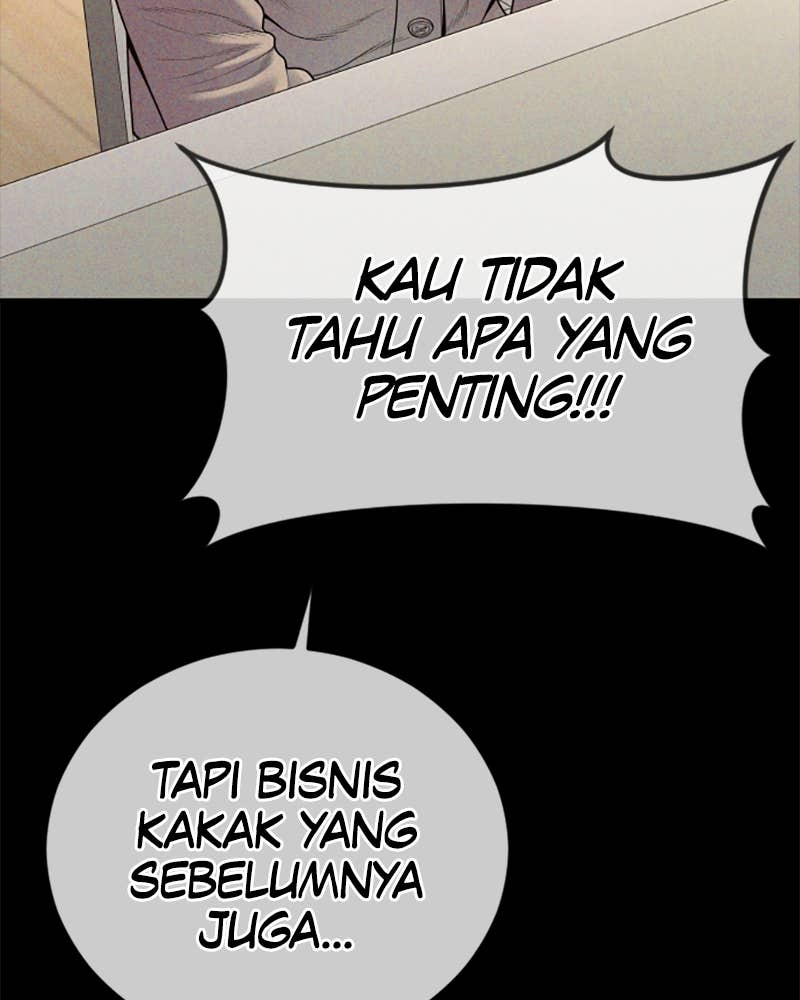 KAU TIDAK
TAHU APA YANG
PENTING!!!
TAPI BISNIS
KAKAK YANG
SEBELUMNYA
JUGA...